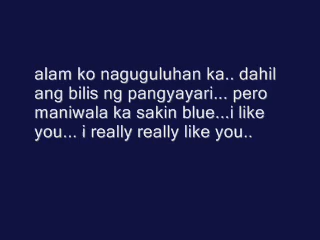 alam ko naguguluhan ka.. dahil
ang bilis ng pangyayari... pero
maniwala ka sakin blue...i like
you... i really really like you..